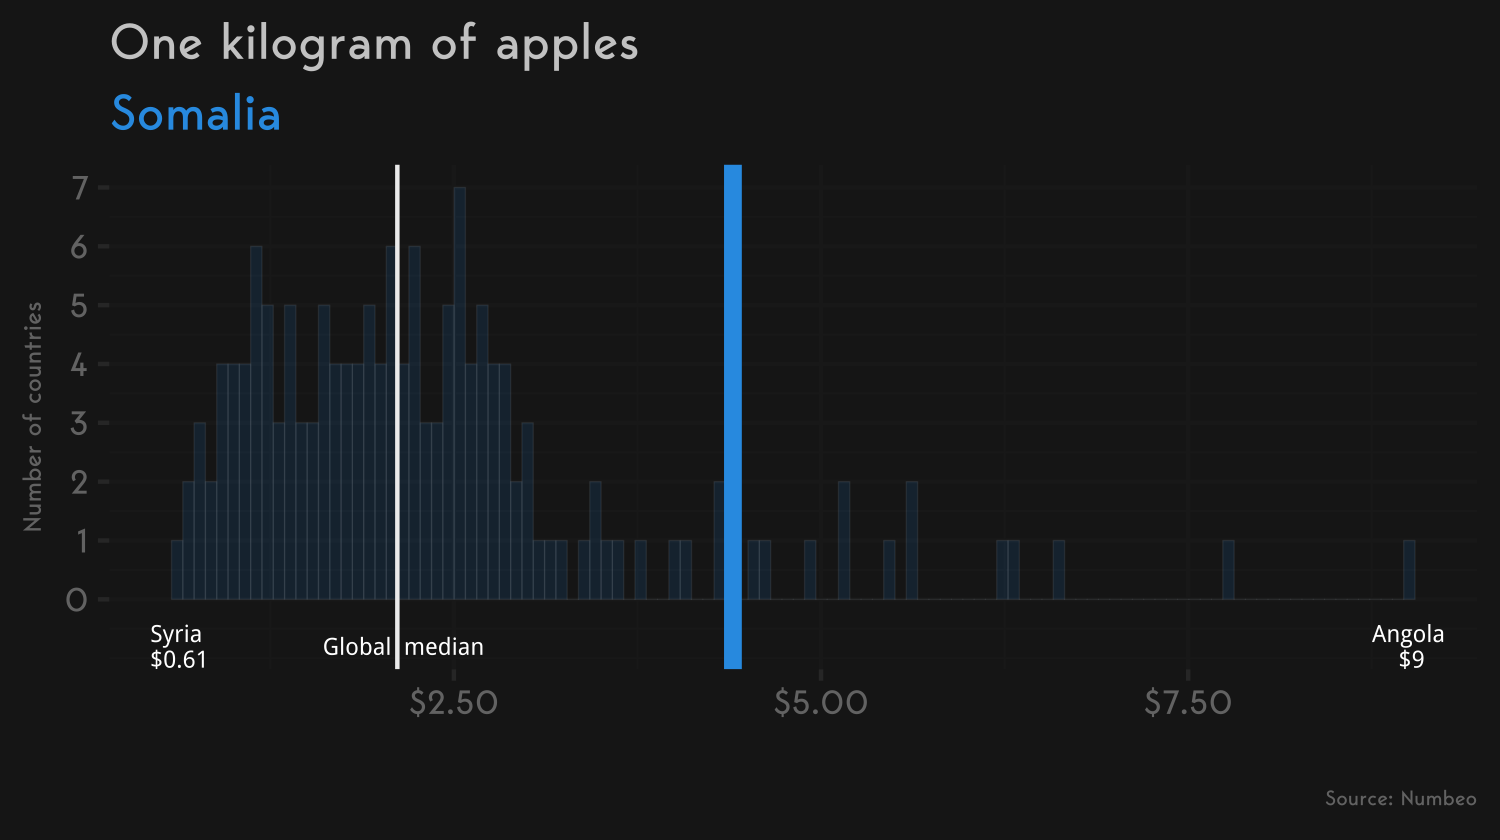 One kilogram of apples
Somalia
Number of countries
7
6
5
4
3
2
1
0
Syria
$0.61
Global median
Angola
$9
$2.50
$5.00
$7.50
Source: Numbeo